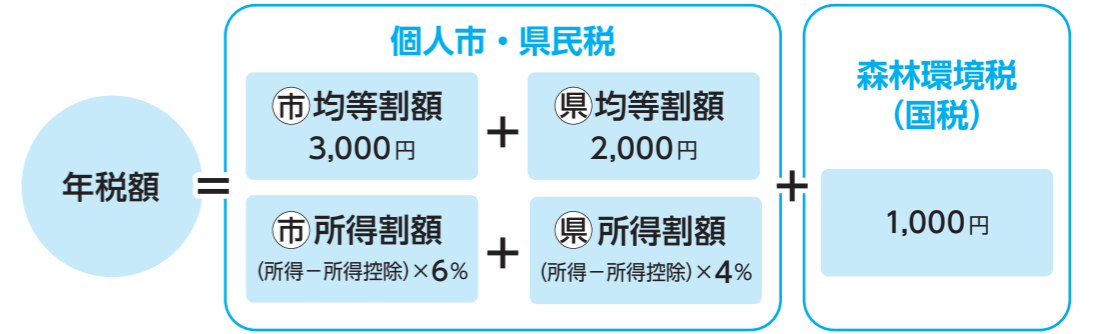 個人市・県民税
� 市 均等割額
3,000円
+
県 均等割額
2,000円
年税額
=
市 所得割額
(所得-所得控除)×6%
+
県 所得割額
(所得-所得控除)×4%
+
森林環境税
(国税)
1,000円